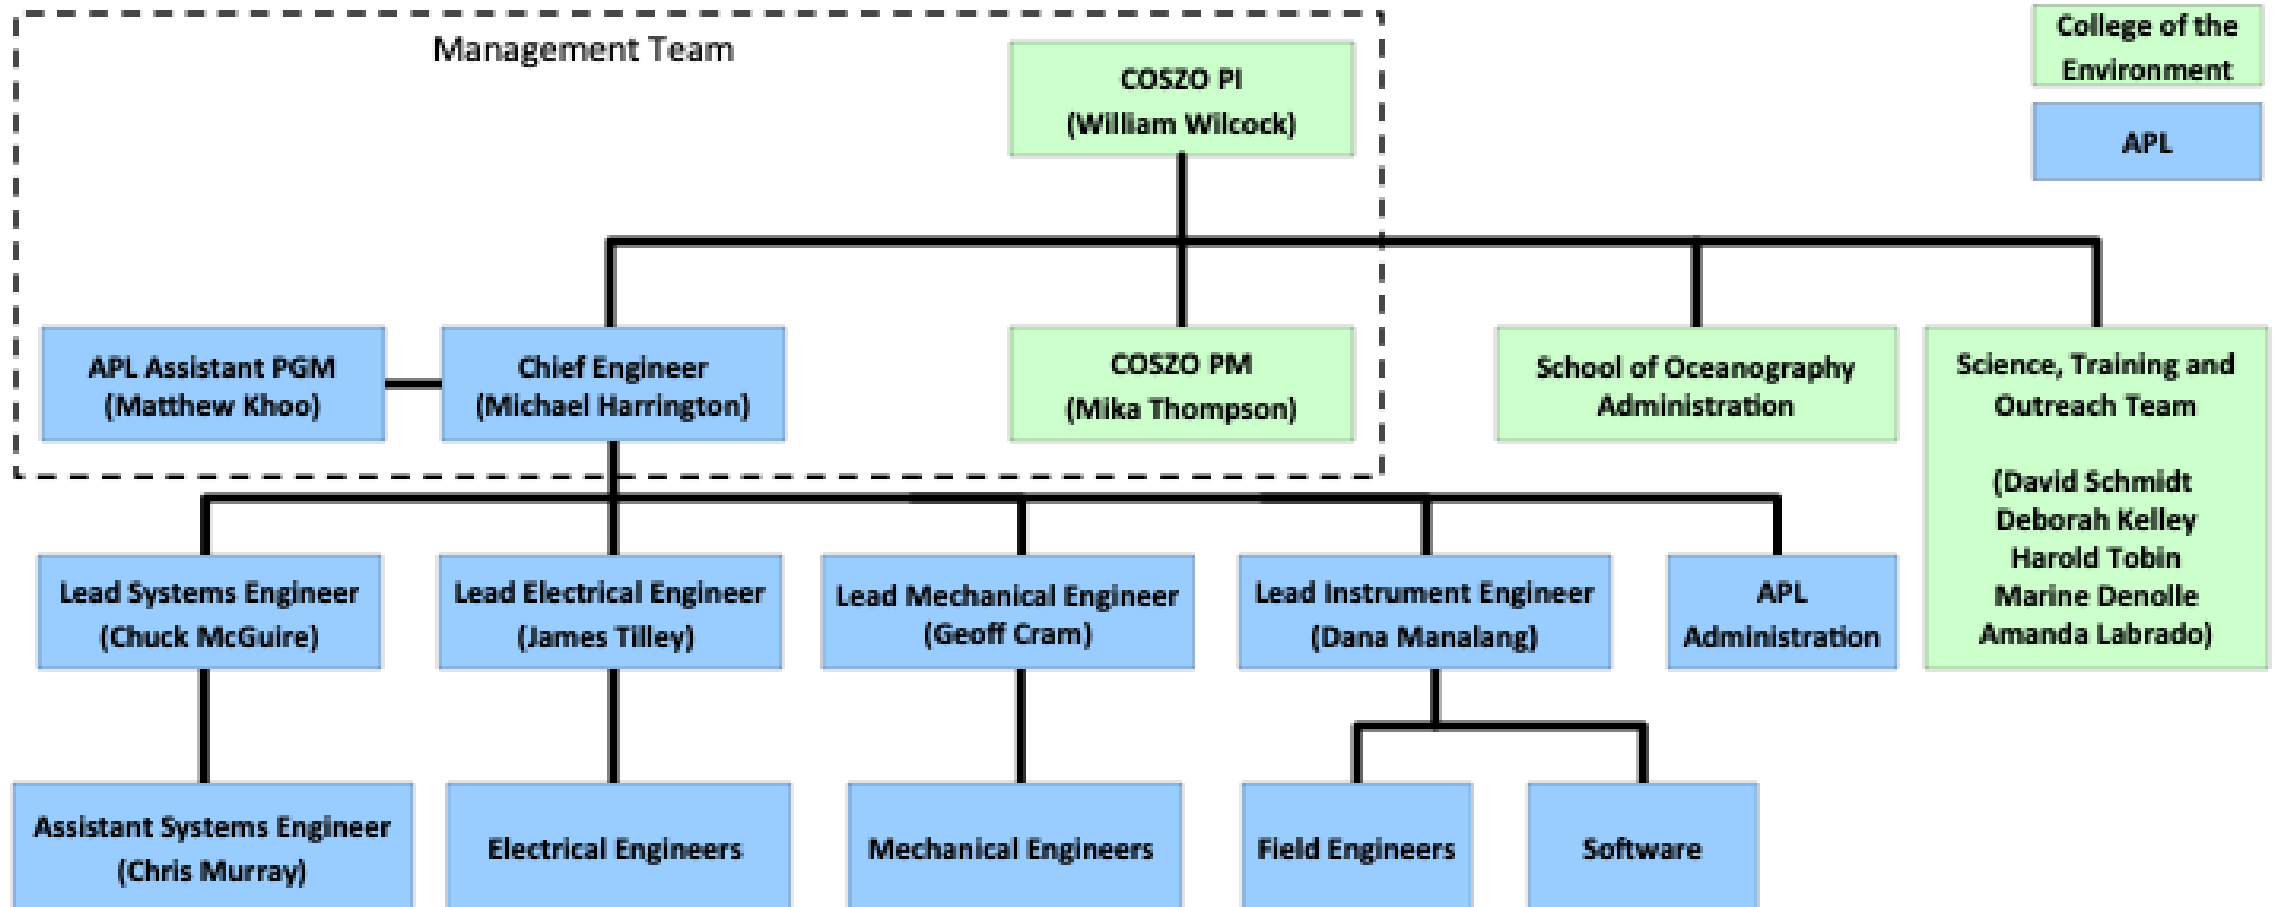 Management Team
COSZO PI
(William Wilcock)
College of the
Environment
APL
APL Assistant PGM
(Matthew Khoo)
Chief Engineer
(Michael Harrington)
COSZO PM
(Mika Thompson)
School of Oceanography
Administration
Science, Training and
Outreach Team
(David Schmidt
Deborah Kelley
Harold Tobin
Marine Denolle
Amanda Labrado)
Lead Systems Engineer
(Chuck McGuire)
Lead Electrical Engineer
(James Tilley)
Lead Mechanical Engineer
(Geoff Cram)
Lead Instrument Engineer
(Dana Manalang)
APL
Administration
Assistant Systems Engineer
(Chris Murray)
Electrical Engineers
Mechanical Engineers
Field Engineers
Software